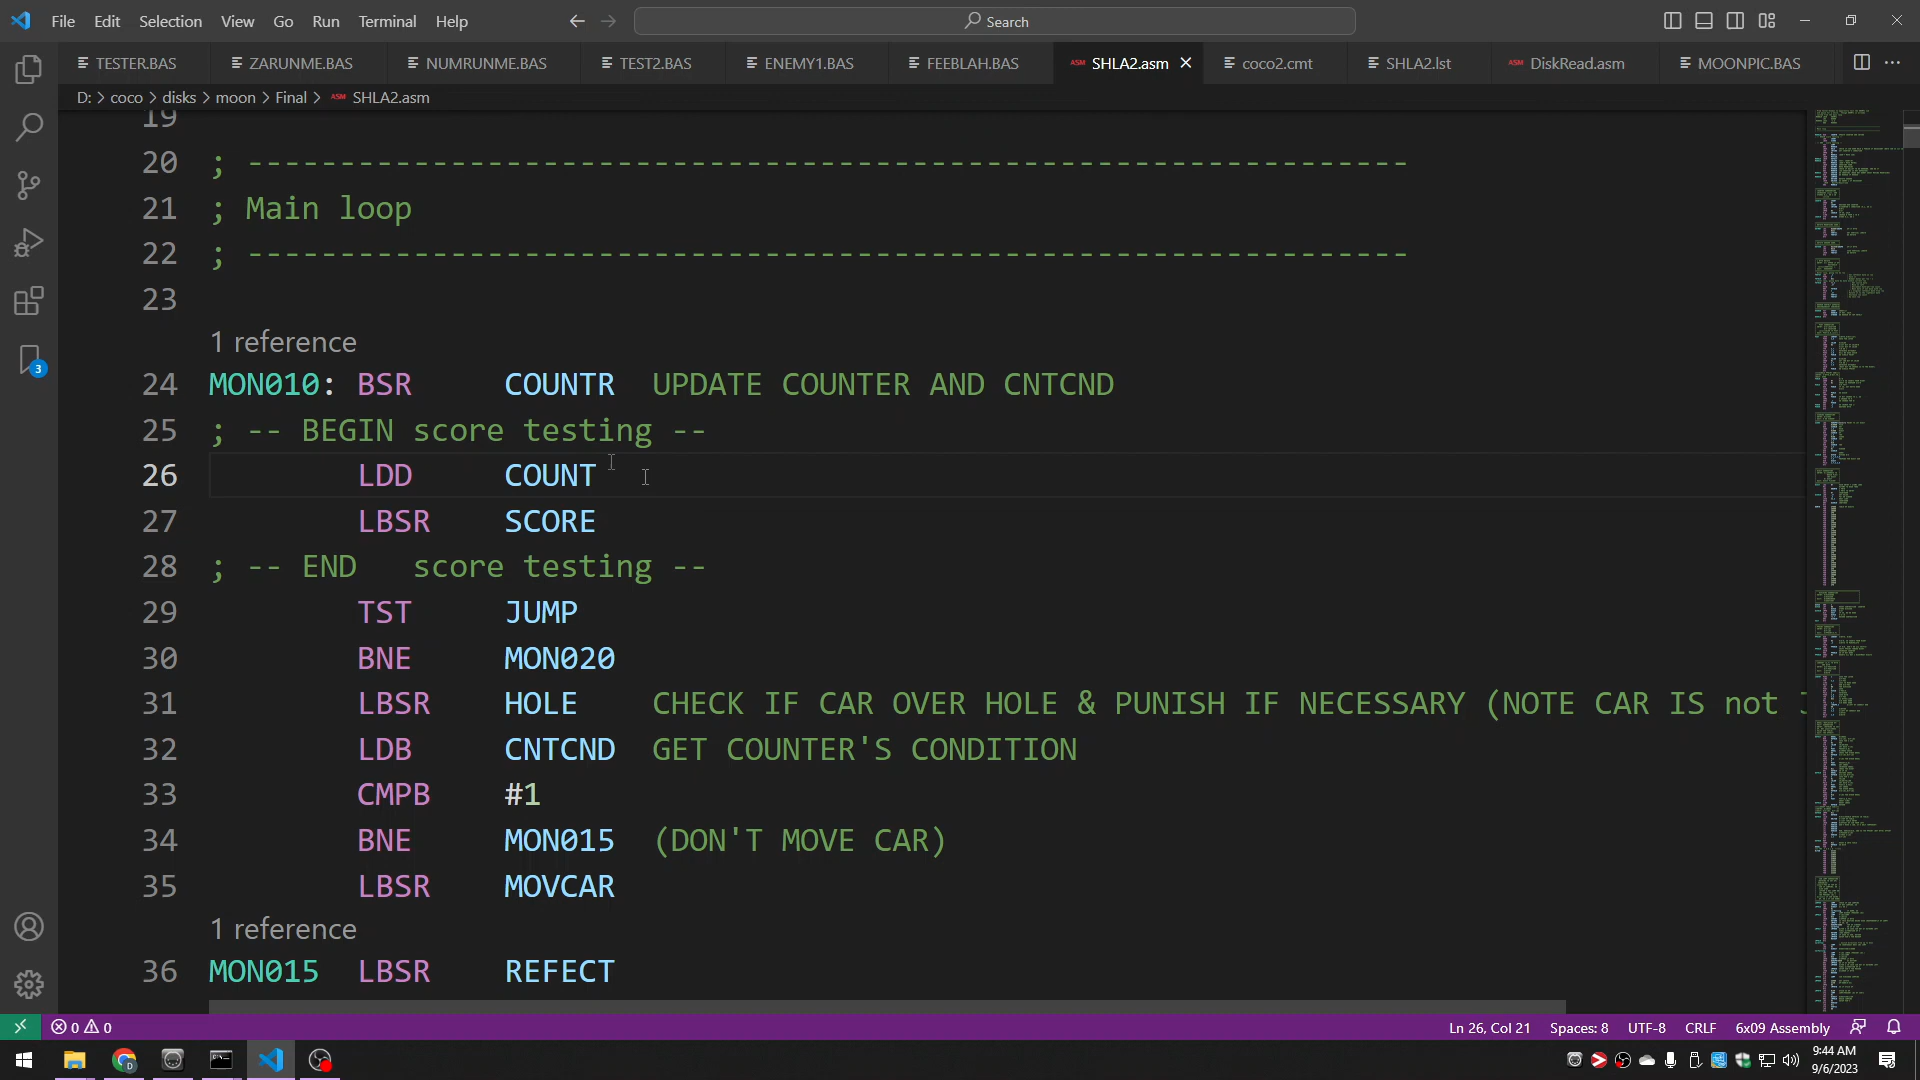 File Edit Selection View Go Run Terminal Help
Search
TESTER.BAS ZARUNME.BAS NUMRUNME.BAS TEST2.BAS ENEMY1.BAS FEEBLAH.BAS ASM SHLA2.asm coco2.cmt SHLA2.lst ASM DiskRead.asm MOONPIC.BAS
D: > coco > disks > moon > Final > ASM SHLA2.asm
19
20 ; ---------------------------------------------------------------
21 ; Main loop
22 ; ---------------------------------------------------------------
23
1 reference
24 MON010: BSR COUNTR UPDATE COUNTER AND CNTCND
25 ; -- BEGIN score testing --
26 LDD COUNT
27 LBSR SCORE
28 ; -- END score testing --
29 TST JUMP
30 BNE MON020
31 LBSR HOLE CHECK IF CAR OVER HOLE & PUNISH IF NECESSARY (NOTE CAR IS not
32 LDB CNTCND GET COUNTER'S CONDITION
33 CMPB #1
34 BNE MON015 (DON'T MOVE CAR)
35 LBSR MOVCAR
1 reference
36 MON015 LBSR REFECT
3
0 0 Ln 26, Col 21 Spaces: 8 UTF-8 CRLF 6x09 Assembly
9:44 AM
9/6/2023